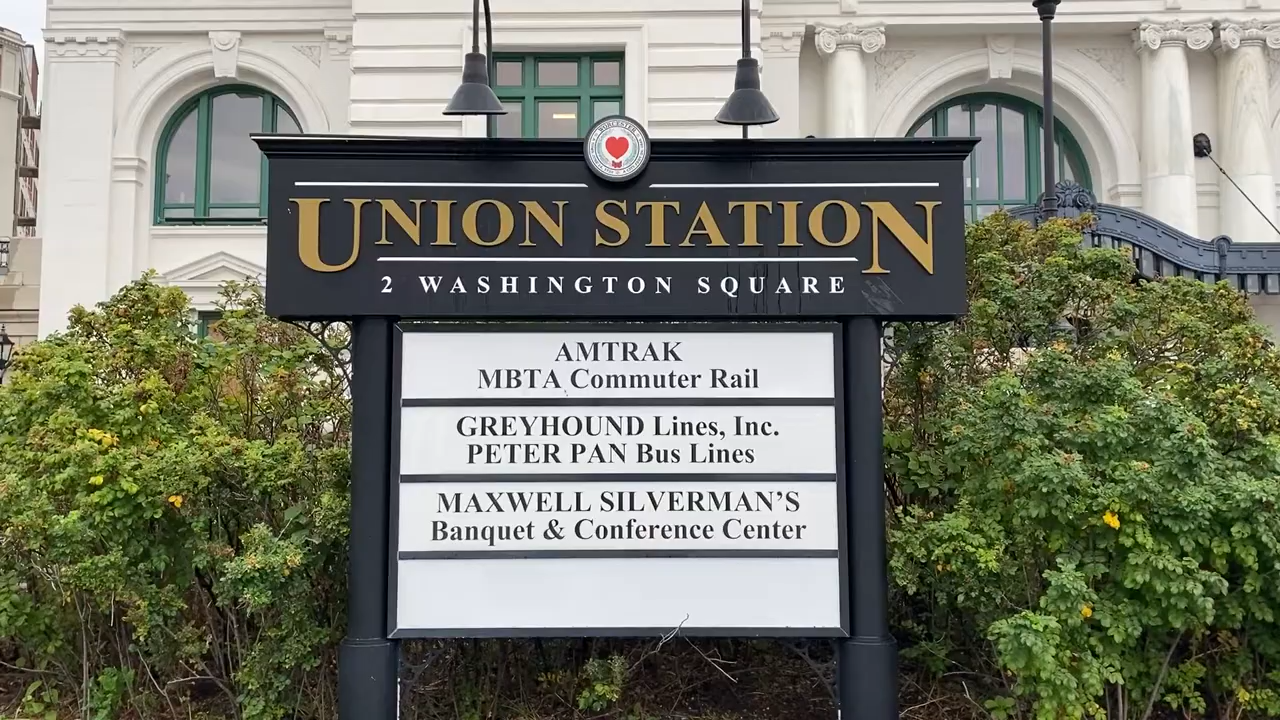 UNION STATION
2 WASHINGTON SQUARE
AMTRAK
MBTA Commuter Rail
GREYHOUND Lines, Inc.
PETER PAN Bus Lines
MAXWELL SILVERMAN'S
Banquet & Conference Center